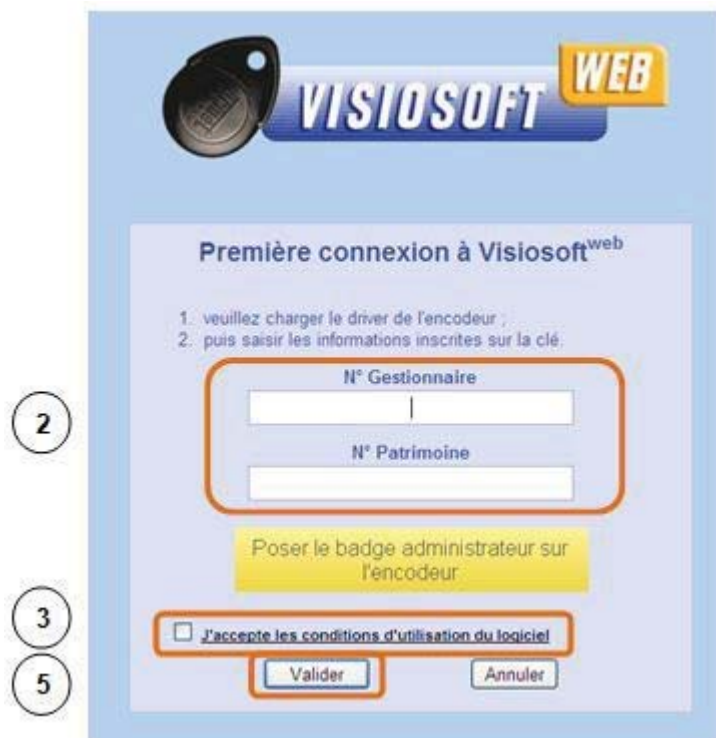 VISIOSOFT WEB
Première connexion à Visiosoft web
1. veuillez charger le driver de l'encodeur ;
2. puis saisir les informations inscrites sur la clé.
N° Gestionnaire
2
N° Patrimoine
Poser le badge administrateur sur
l'encodeur
3
J'accepte les conditions d'utilisation du logiciel
5
Valider
Annuler